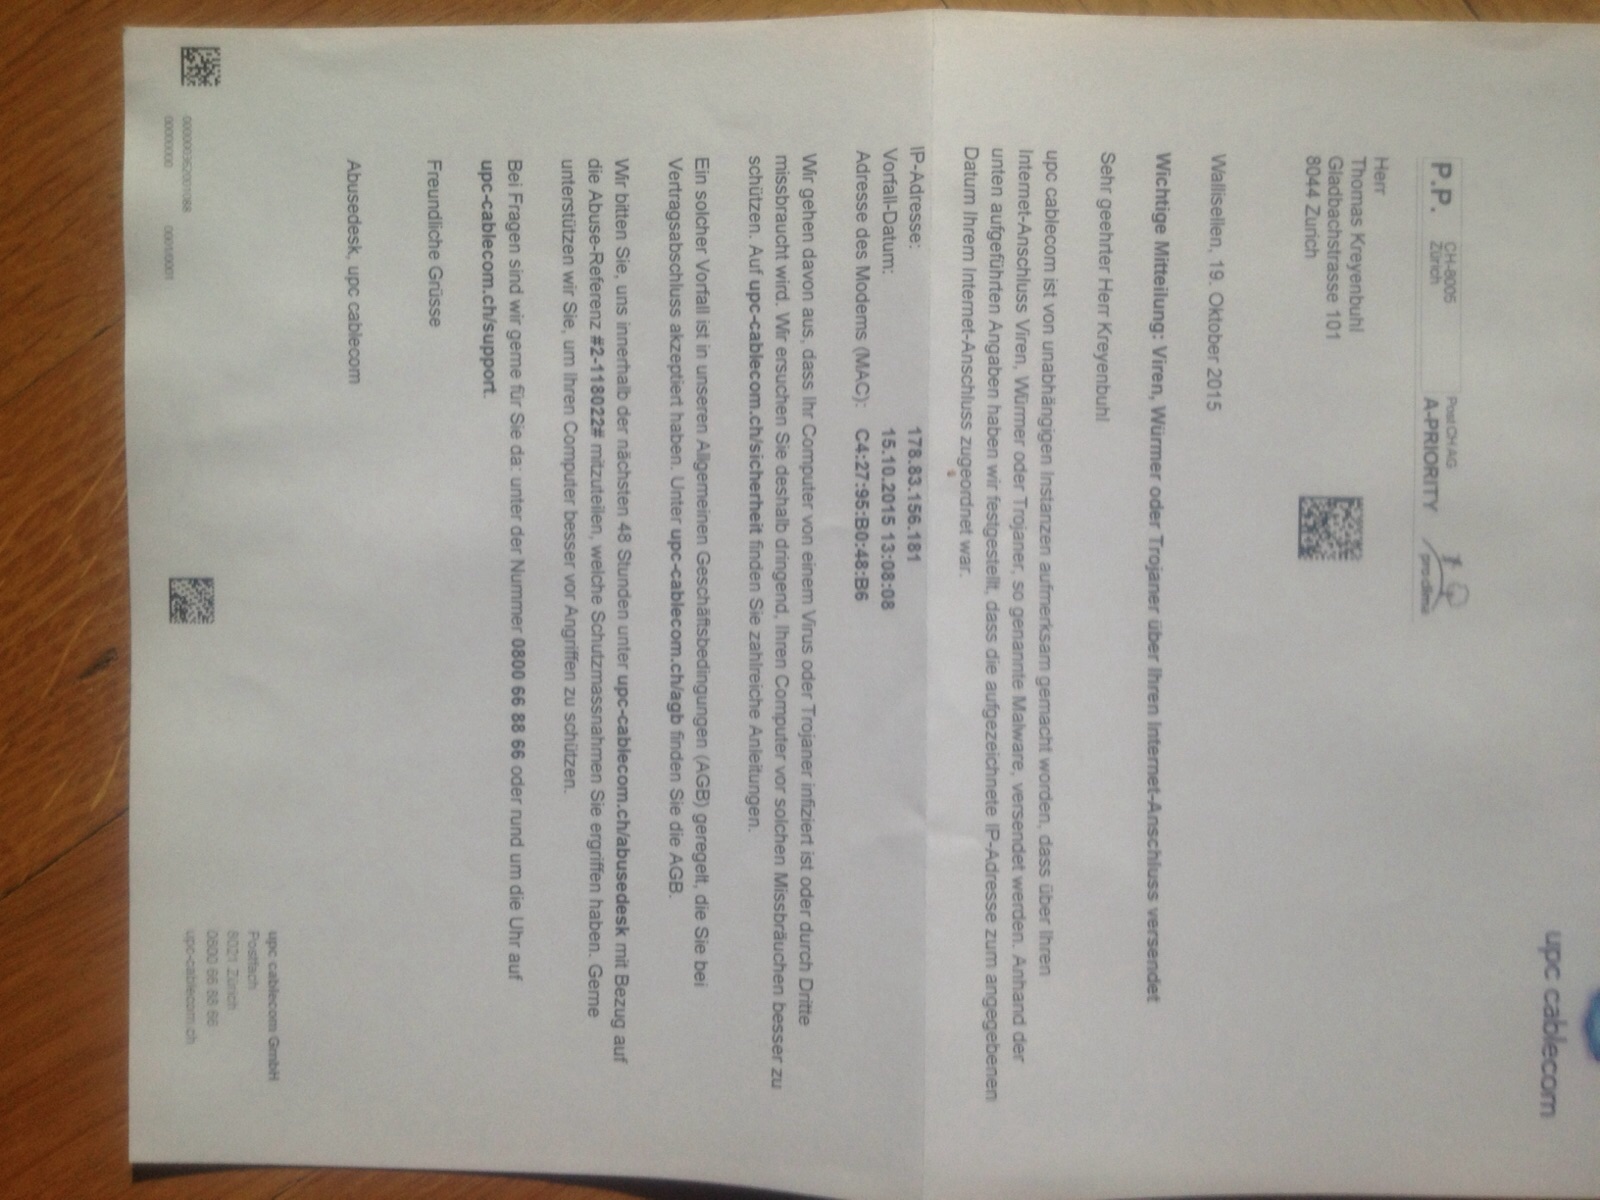 upc cablecom
P.P. CH-8005 Zürich Post CH AG A-PRIORITY
Herr
Thomas Kreyenbuhl
Gladbachstrasse 101
8044 Zürich
Wallisellen, 19. Oktober 2015
Wichtige Mitteilung: Viren, Würmer oder Trojaner über Ihren Internet-Anschluss versendet
Sehr geehrter Herr Kreyenbuhl
upc cablecom ist von unabhängigen Instanzen aufmerksam gemacht worden, dass über Ihren
Internet-Anschluss Viren, Würmer oder Trojaner, so genannte Malware, versendet werden. Anhand der
unten aufgeführten Angaben haben wir festgestellt, dass die aufgezeichnete IP-Adresse zum angegebenen
Datum Ihrem Internet-Anschluss zugeordnet war.
IP-Adresse: 178.83.156.181
Vorfall-Datum: 15.10.2015 13:08:08
Adresse des Modems (MAC): C4:27:95:B0:48:B6
Wir gehen davon aus, dass Ihr Computer von einem Virus oder Trojaner infiziert ist oder durch Dritte
missbraucht wird. Wir ersuchen Sie deshalb dringend, Ihren Computer vor solchen Missbräuchen besser zu
schützen. Auf upc-cablecom.ch/sicherheit finden Sie zahlreiche Anleitungen.
Ein solcher Vorfall ist in unseren Allgemeinen Geschäftsbedingungen (AGB) geregelt, die Sie bei
Vertragsabschluss akzeptiert haben. Unter upc-cablecom.ch/agb finden Sie die AGB.
Wir bitten Sie, uns innerhalb der nächsten 48 Stunden unter upc-cablecom.ch/abusedesk mit Bezug auf
die Abuse-Referenz #2-118022# mitzuteilen, welche Schutzmassnahmen Sie ergriffen haben. Gerne
unterstützen wir Sie, um Ihren Computer besser vor Angriffen zu schützen.
Bei Fragen sind wir gerne für Sie da: unter der Nummer 0800 66 88 66 oder rund um die Uhr auf
upc-cablecom.ch/support.
Freundliche Grüsse
Abusedesk, upc cablecom
upc cablecom GmbH
Postfach
8021 Zürich
0800 66 88 66
upc-cablecom.ch